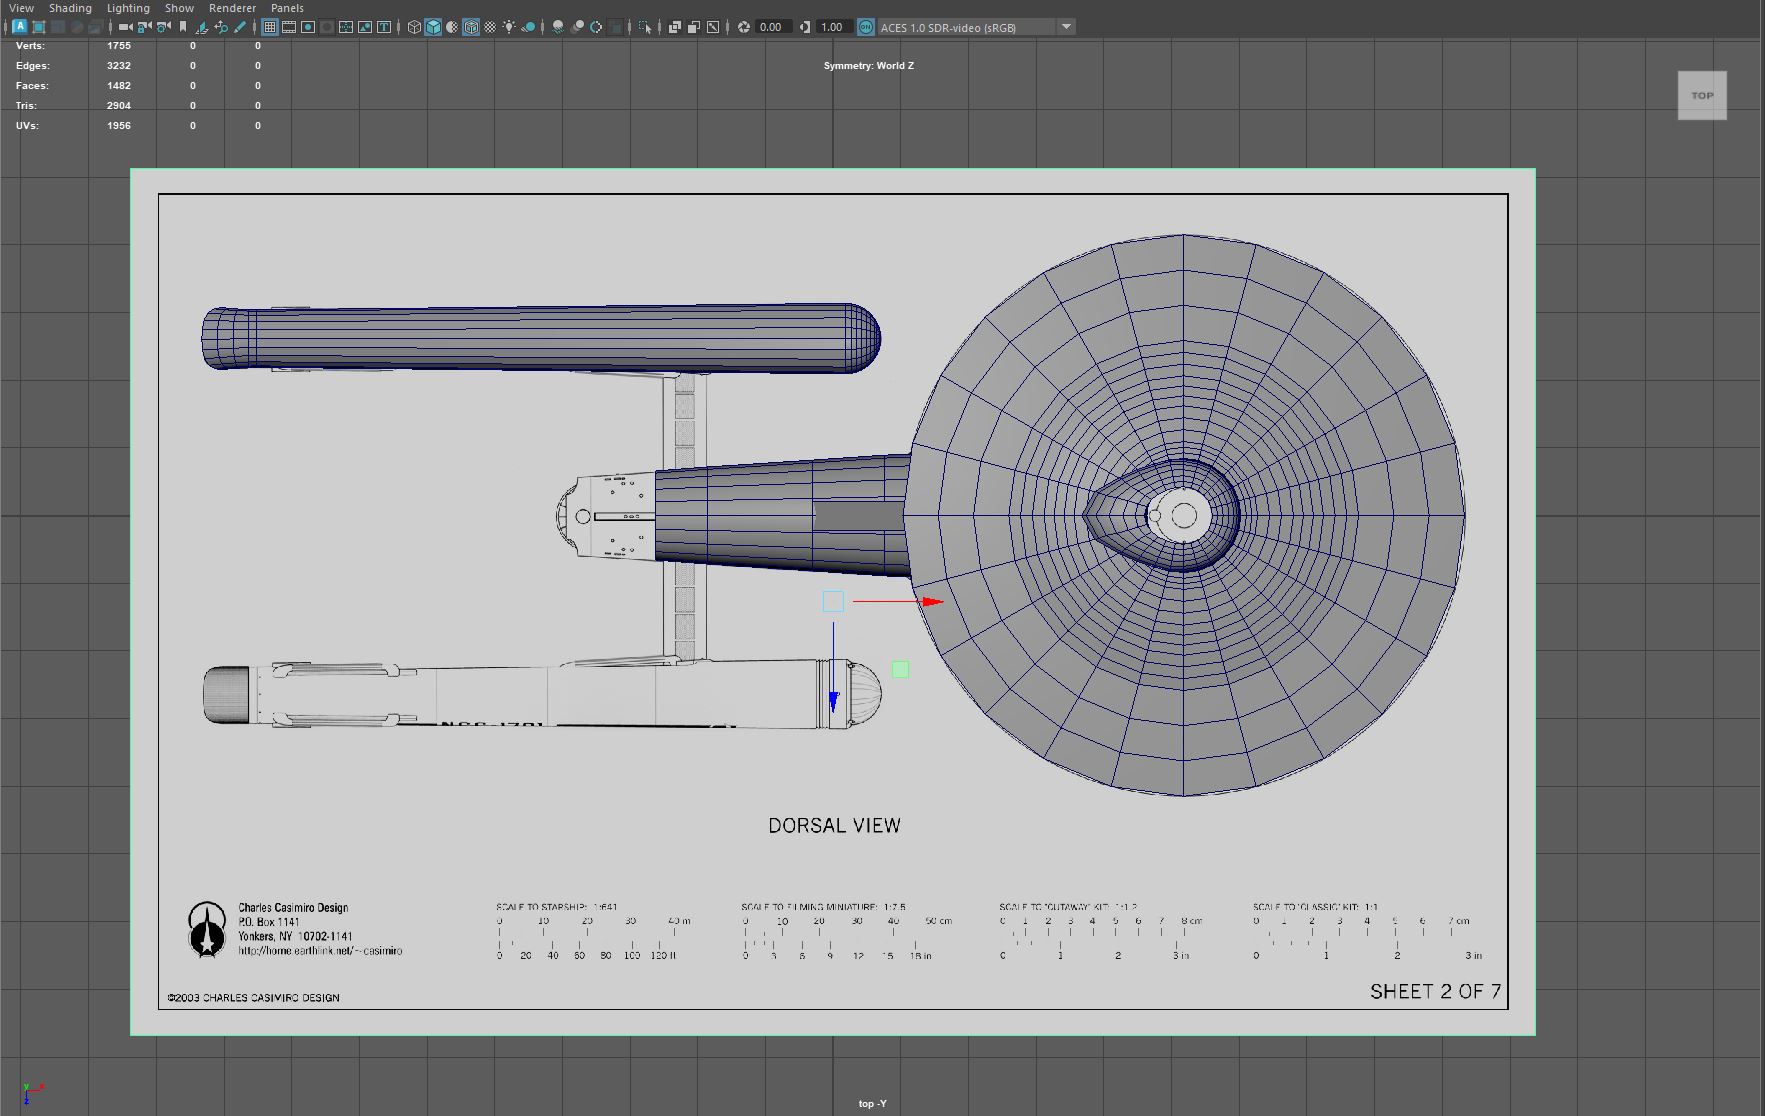 View Shading Lighting Show Renderer Panels
0.00 1.00 ON ACES 1.0 SDR-video (sRGB)
Verts: 1755 0 0
Edges: 3232 0 0
Faces: 1482 0 0
Tris: 2904 0 0
UVs: 1956 0 0
Symmetry: World Z
TOP
DORSAL VIEW
Charles Casimiro Design
P.O. Box 1141
Yonkers, NY 10702-1141
http://home.earthlink.net/~casimiro
SCALE TO STARSHIP: 1:641
0 10 20 30 40 m
0 20 40 60 80 100 120 ft
SCALE TO FILMING MINIATURE: 1:7.5
0 10 20 30 40 50 cm
0 3 6 9 12 15 18 in
SCALE TO "CUTAWAY" KIT: 1:1.2
0 1 2 3 4 5 6 7 8 cm
0 1 2 3 in
SCALE TO "CLASSIC" KIT: 1:1
0 1 2 3 4 5 6 7 cm
0 1 2 3 in
©2003 CHARLES CASIMIRO DESIGN
SHEET 2 OF 7
y x
z
top -Y